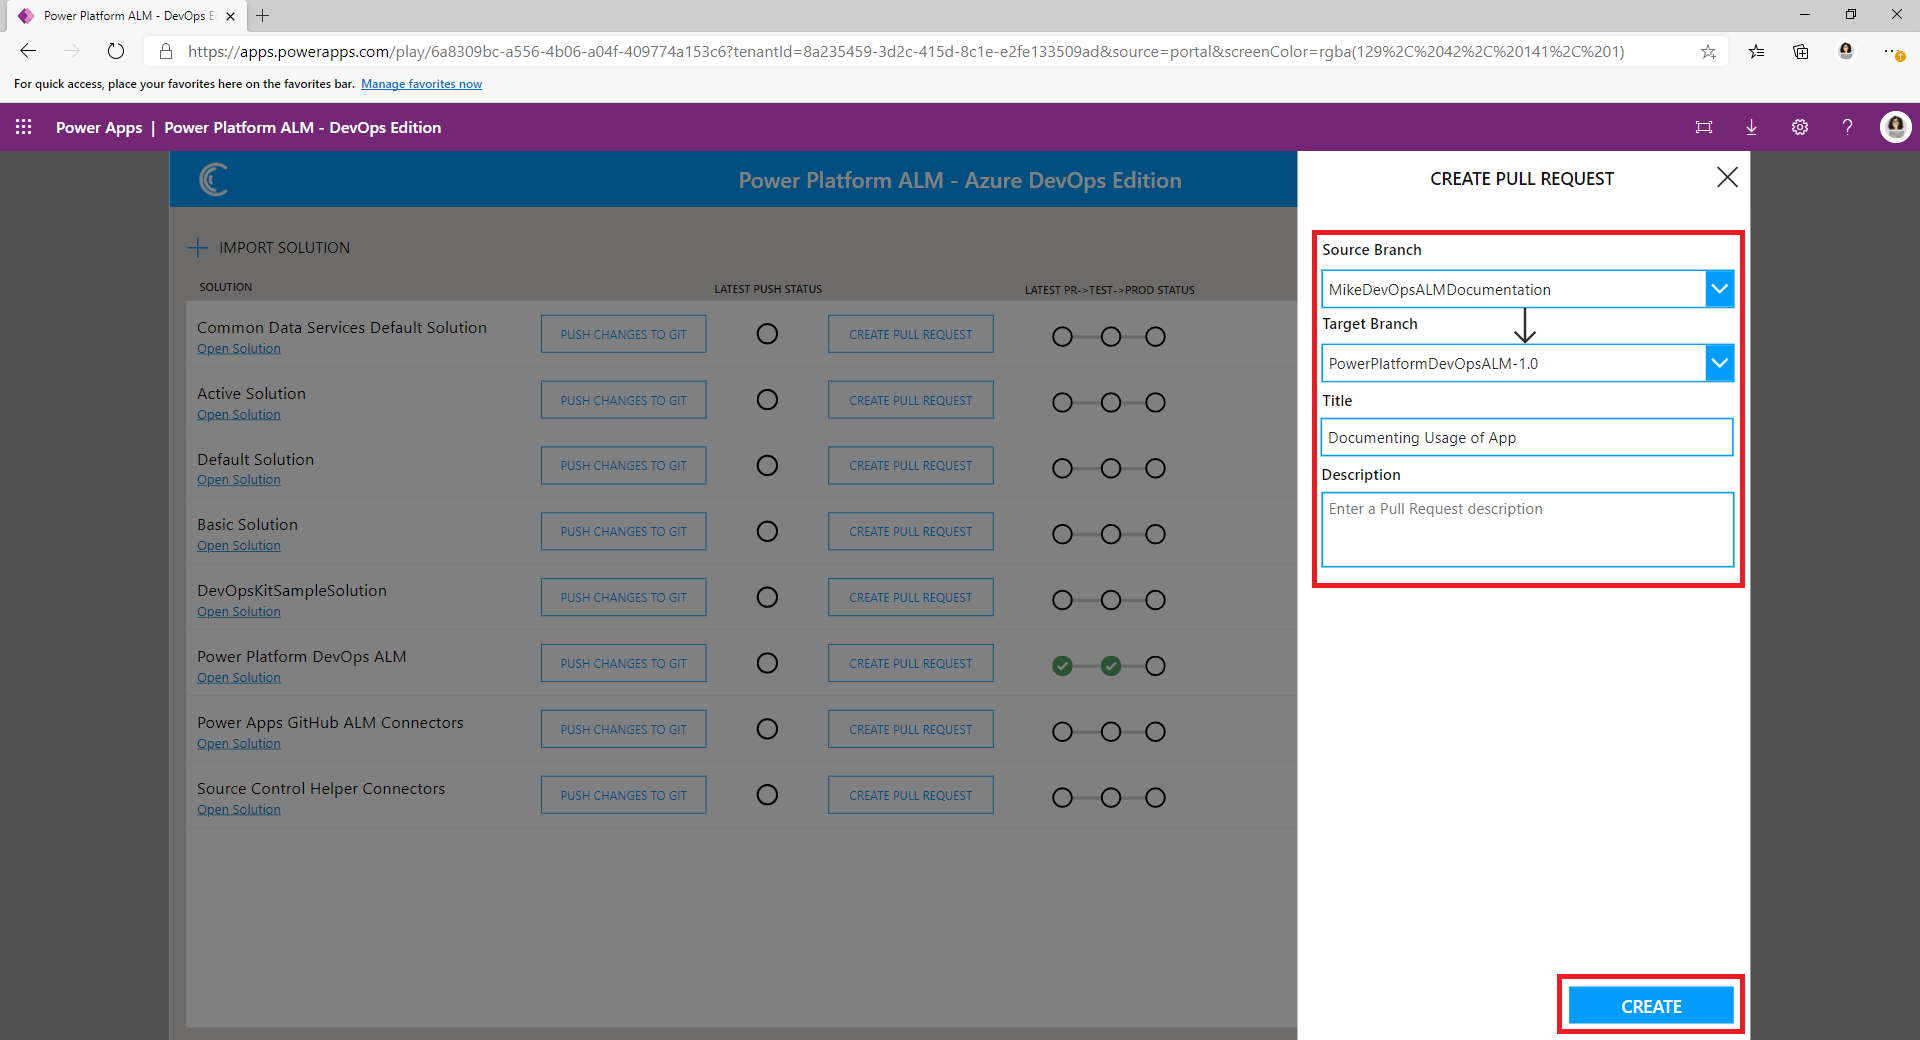 Power Platform ALM - DevOps E
https://apps.powerapps.com/play/6a8309bc-a556-4b06-a04f-409774a153c6?tenantId=8a235459-3d2c-415d-8c1e-e2fe133509ad&source=portal&screenColor=rgba(129%2C%2042%2C%20141%2C%201)
For quick access, place your favorites here on the favorites bar. Manage favorites now
Power Apps | Power Platform ALM - DevOps Edition
Power Platform ALM - Azure DevOps Edition
IMPORT SOLUTION
SOLUTION LATEST PUSH STATUS LATEST PR->TEST->PROD STATUS
Common Data Services Default Solution
Open Solution
PUSH CHANGES TO GIT CREATE PULL REQUEST
Active Solution
Open Solution
PUSH CHANGES TO GIT CREATE PULL REQUEST
Default Solution
Open Solution
PUSH CHANGES TO GIT CREATE PULL REQUEST
Basic Solution
Open Solution
PUSH CHANGES TO GIT CREATE PULL REQUEST
DevOpsKitSampleSolution
Open Solution
PUSH CHANGES TO GIT CREATE PULL REQUEST
Power Platform DevOps ALM
Open Solution
PUSH CHANGES TO GIT CREATE PULL REQUEST
Power Apps GitHub ALM Connectors
Open Solution
PUSH CHANGES TO GIT CREATE PULL REQUEST
Source Control Helper Connectors
Open Solution
PUSH CHANGES TO GIT CREATE PULL REQUEST
CREATE PULL REQUEST
Source Branch
MikeDevOpsALMDocumentation
Target Branch
PowerPlatformDevOpsALM-1.0
Title
Documenting Usage of App
Description
Enter a Pull Request description
CREATE